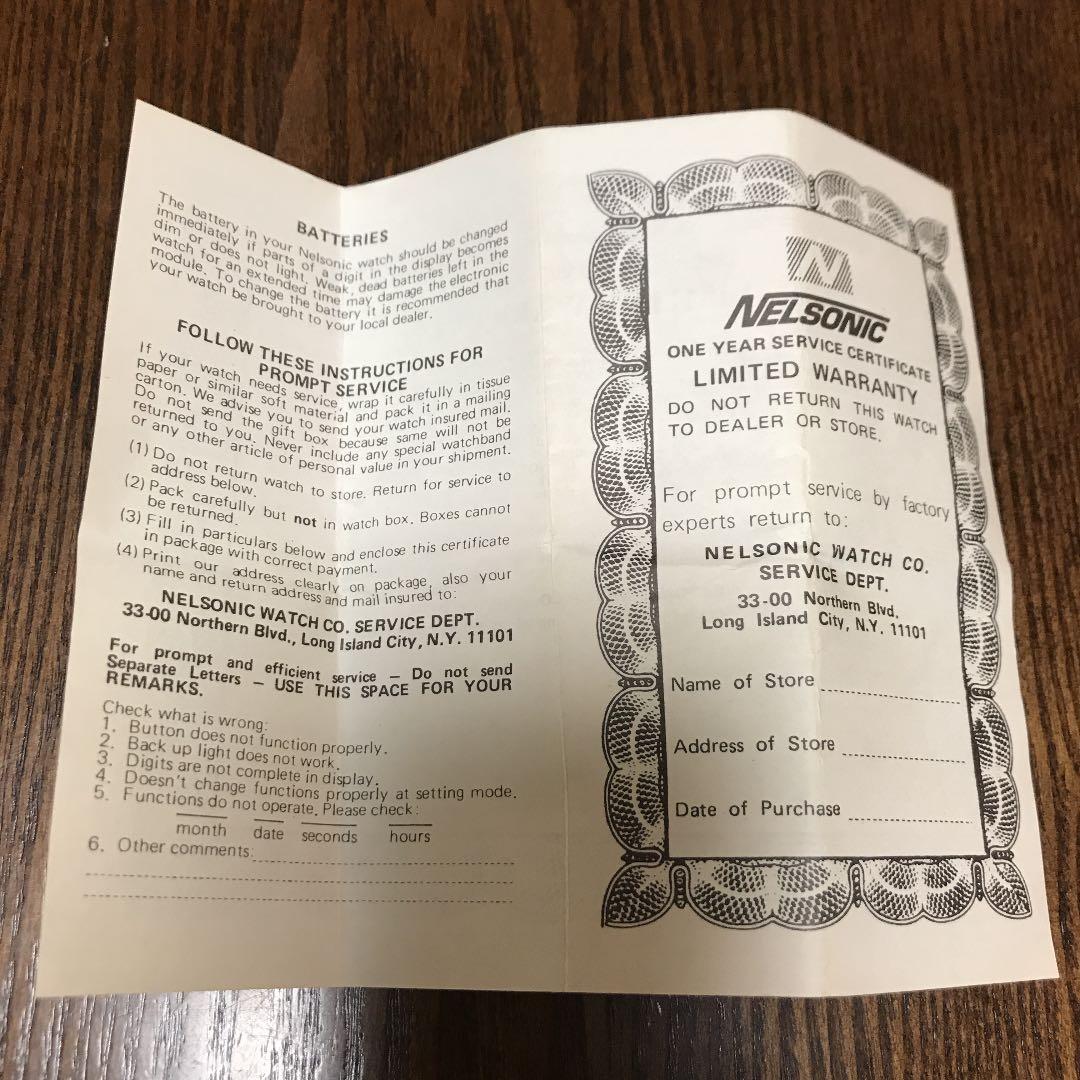 BATTERIES
The battery in your Nelsonic watch should be changed
immediately if parts of a digit in the display becomes
dim or does not light. Weak, dead batteries left in the
watch for an extended time may damage the electronic
module. To change the battery it is recommended that
your watch be brought to your local dealer.
FOLLOW THESE INSTRUCTIONS FOR
PROMPT SERVICE
If your watch needs service, wrap it carefully in tissue
paper or similar soft material and pack it in a mailing
carton. We advise you to send your watch insured mail.
Do not send the gift box because same will not be
returned to you. Never include any special watchband
or any other article of personal value in your shipment.
(1) Do not return watch to store. Return for service to
address below.
(2) Pack carefully but not in watch box. Boxes cannot
be returned.
(3) Fill in particulars below and enclose this certificate
in package with correct payment.
(4) Print our address clearly on package, also your
name and return address and mail insured to:
NELSONIC WATCH CO. SERVICE DEPT.
33-00 Northern Blvd., Long Island City, N.Y. 11101
For prompt and efficient service — Do not send
Separate Letters — USE THIS SPACE FOR YOUR
REMARKS.
Check what is wrong:
1. Button does not function properly.
2. Back up light does not work.
3. Digits are not complete in display.
4. Doesn't change functions properly at setting mode.
5. Functions do not operate. Please check:
month date seconds hours
6. Other comments:
N
NELSONIC
ONE YEAR SERVICE CERTIFICATE
LIMITED WARRANTY
DO NOT RETURN THIS WATCH
TO DEALER OR STORE.
For prompt service by factory
experts return to:
NELSONIC WATCH CO.
SERVICE DEPT.
33-00 Northern Blvd.
Long Island City, N.Y. 11101
Name of Store
Address of Store
Date of Purchase